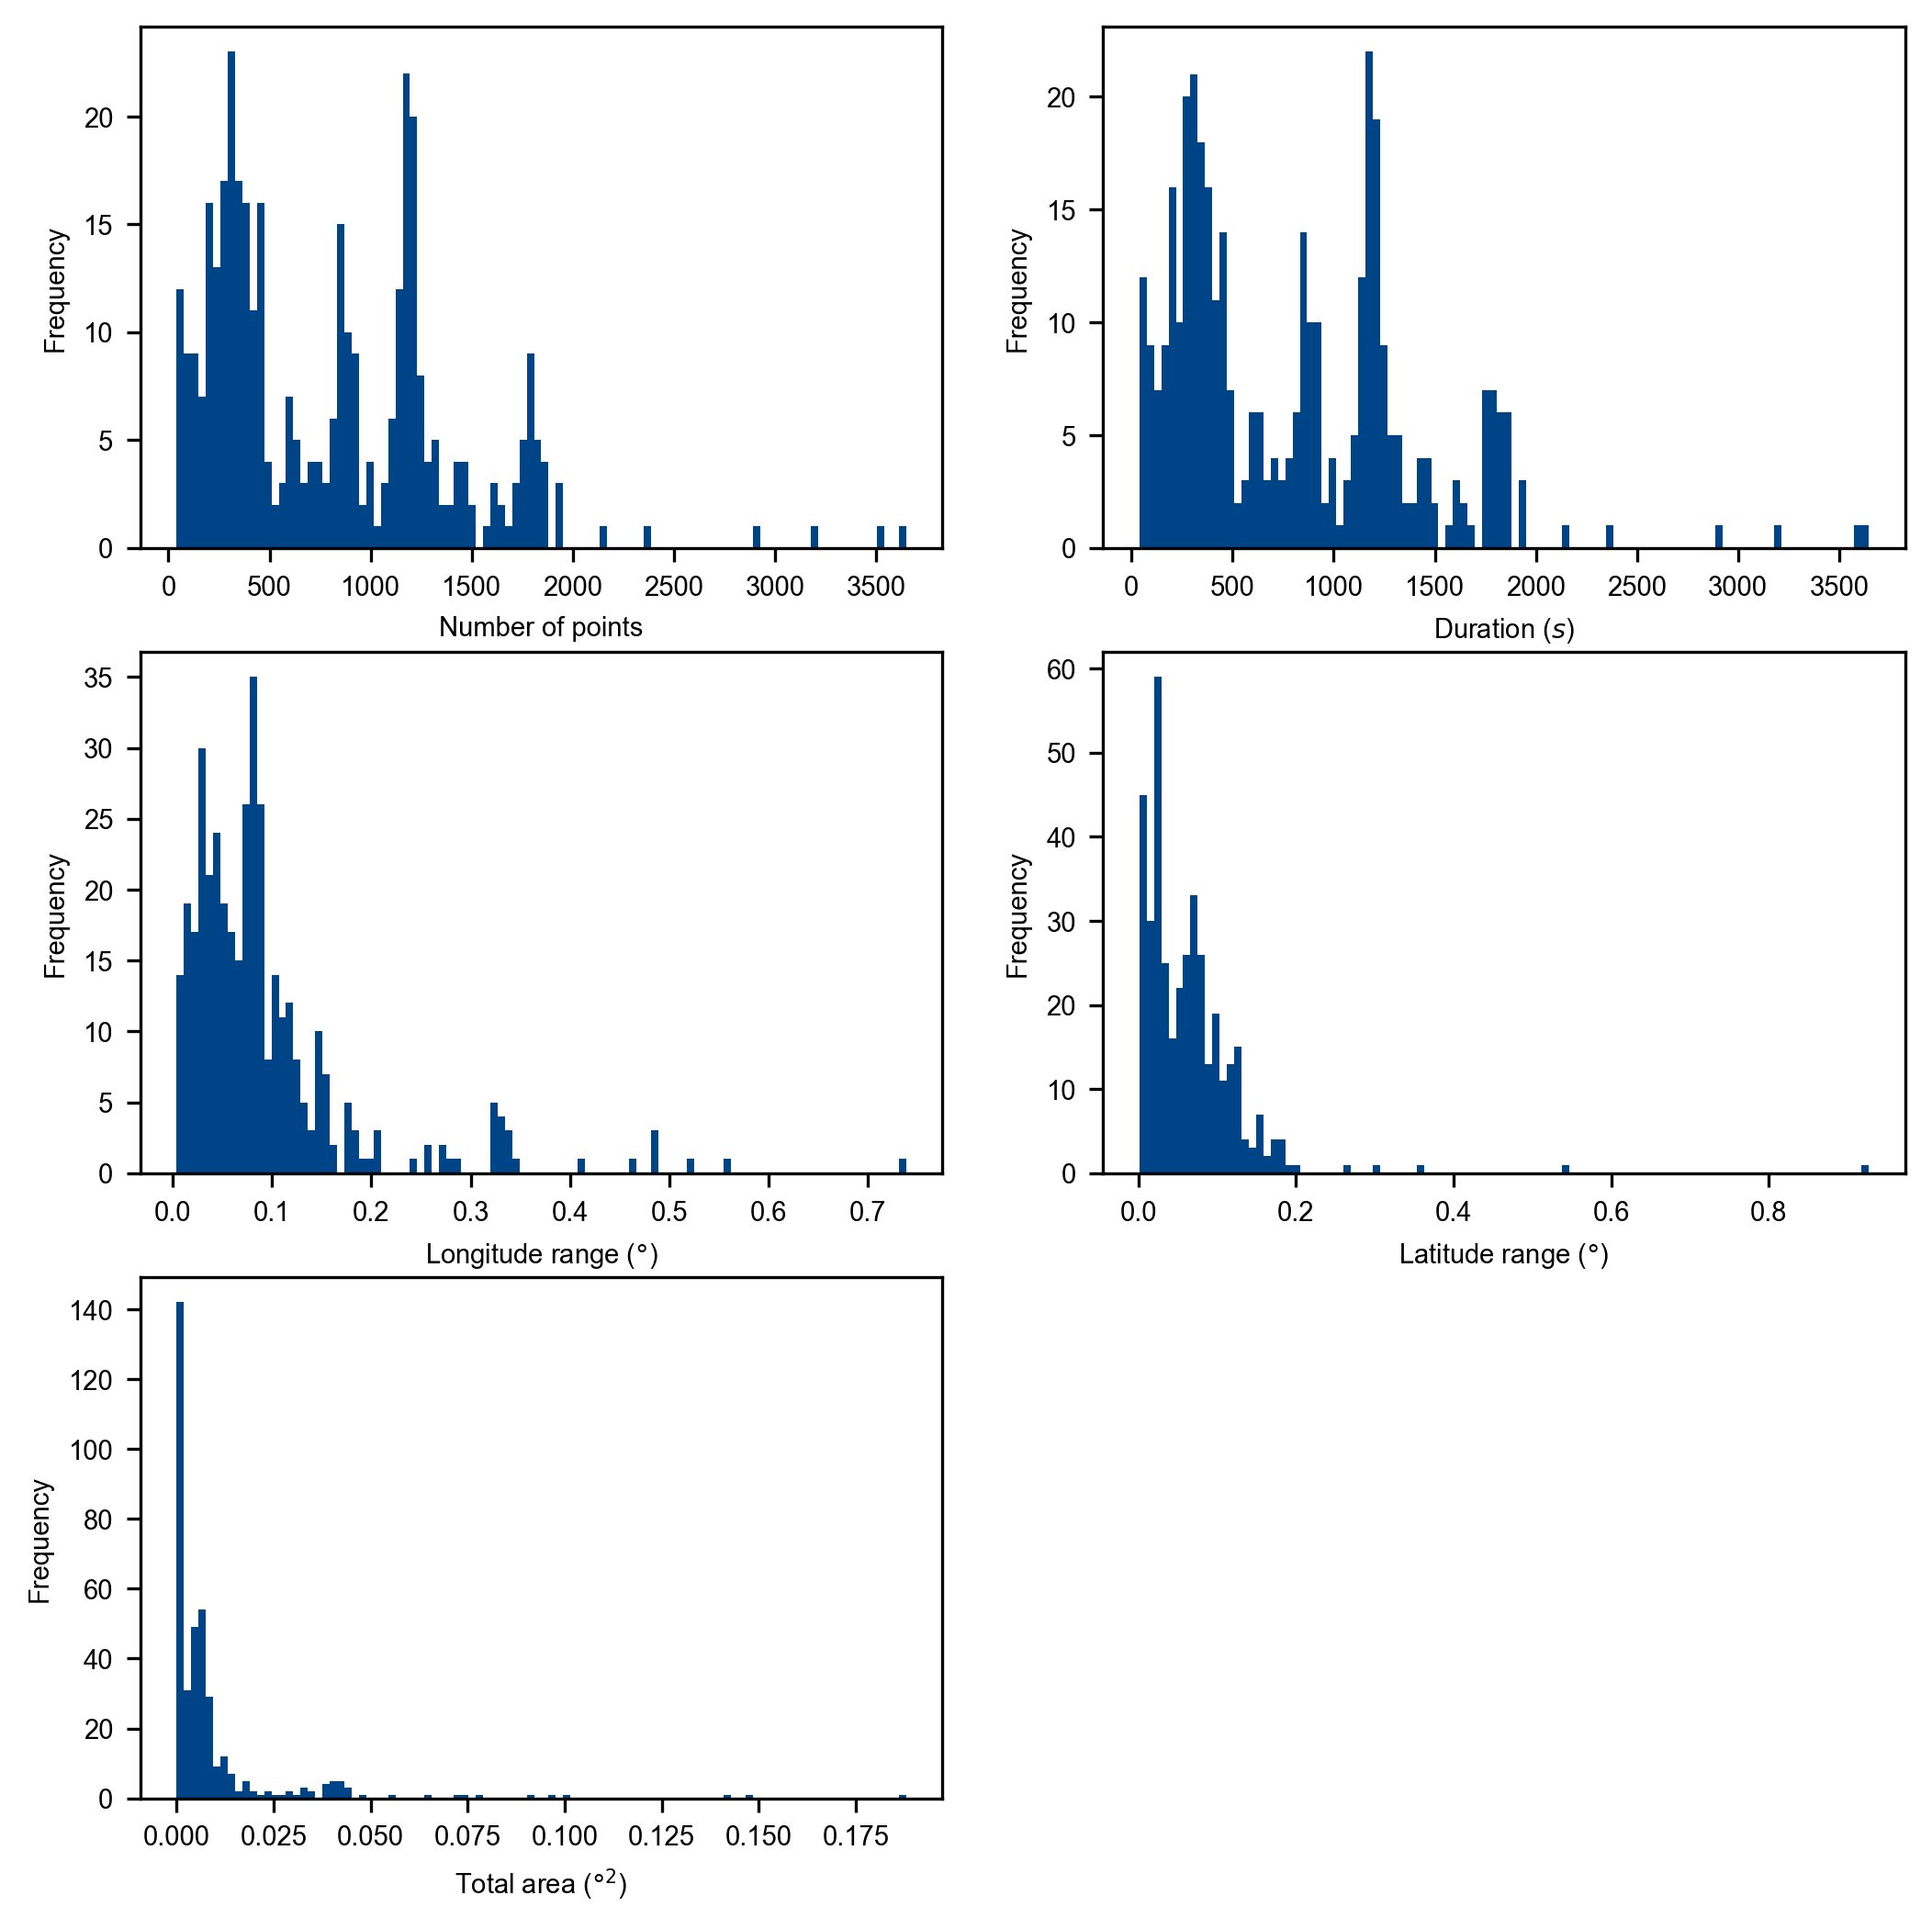 Frequency
20
15
10
5
0
0 500 1000 1500 2000 2500 3000 3500
Number of points
Frequency
20
15
10
5
0
0 500 1000 1500 2000 2500 3000 3500
Duration (s)
Frequency
35
30
25
20
15
10
5
0
0.0 0.1 0.2 0.3 0.4 0.5 0.6 0.7
Longitude range (°)
Frequency
60
50
40
30
20
10
0
0.0 0.2 0.4 0.6 0.8
Latitude range (°)
Frequency
140
120
100
80
60
40
20
0
0.000 0.025 0.050 0.075 0.100 0.125 0.150 0.175
Total area (°²)